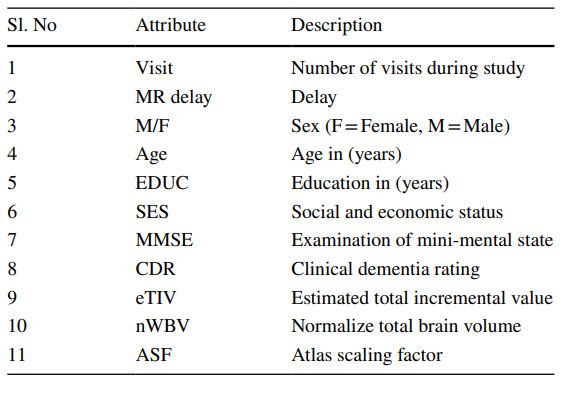 Sl. No Attribute Description
1 Visit Number of visits during study
2 MR delay Delay
3 M/F Sex (F=Female, M=Male)
4 Age Age in (years)
5 EDUC Education in (years)
6 SES Social and economic status
7 MMSE Examination of mini-mental state
8 CDR Clinical dementia rating
9 eTIV Estimated total incremental value
10 nWBV Normalize total brain volume
11 ASF Atlas scaling factor